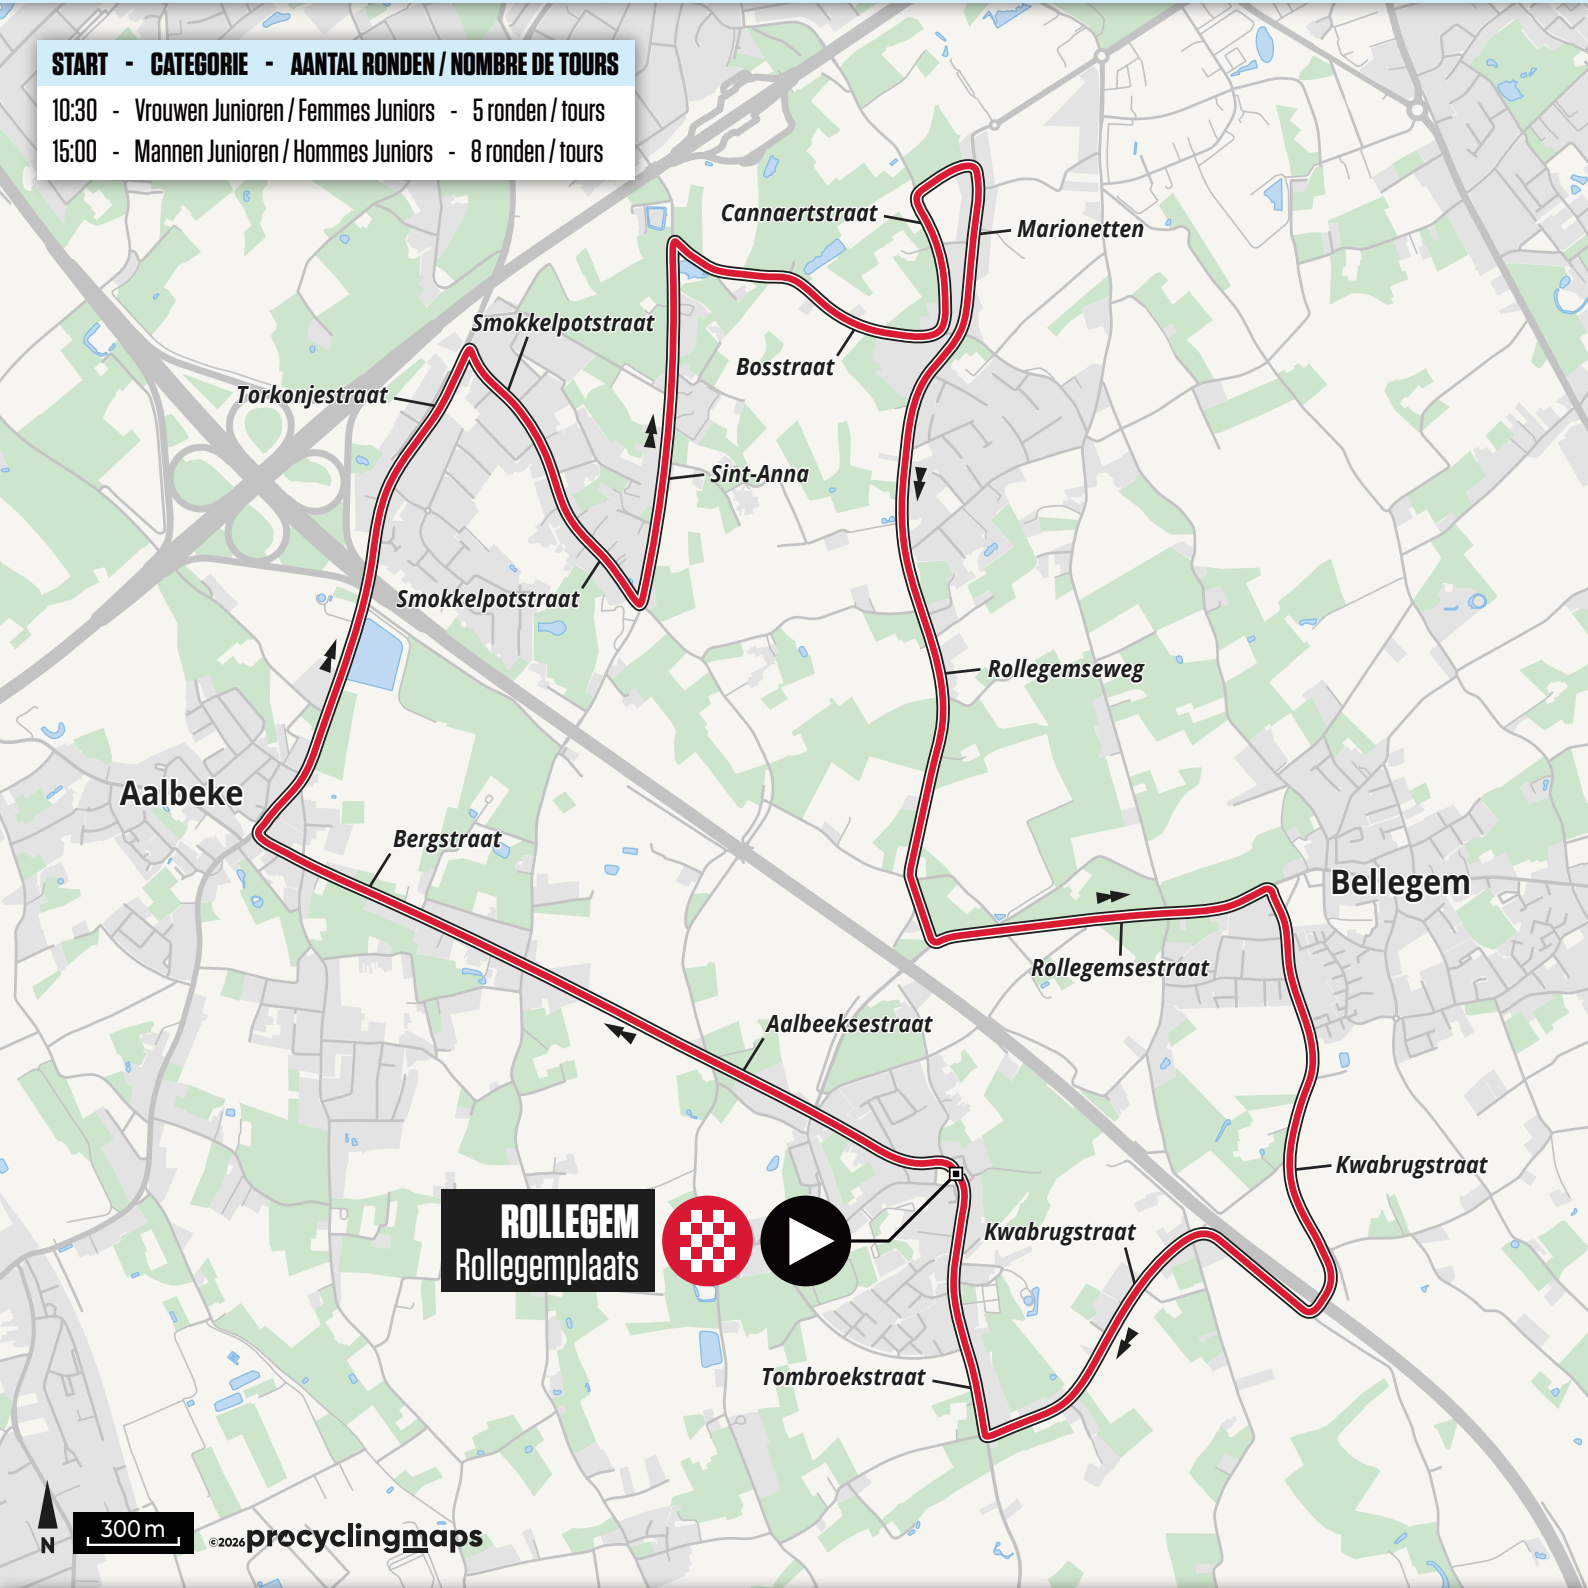 START - CATEGORIE - AANTAL RONDEN / NOMBRE DE TOURS
10:30 - Vrouwen Junioren / Femmes Juniors - 5 ronden / tours
15:00 - Mannen Junioren / Hommes Juniors - 8 ronden / tours
Cannaertstraat
Marionetten
Smokkelpotstraat
Bosstraat
Torkonjestraat
Sint-Anna
Smokkelpotstraat
Rollegemseweg
Aalbeke
Bergstraat
Bellegem
Rollegemsestraat
Aalbeeksestraat
Kwabrugstraat
ROLLEGEM
Rollegemplaats
Kwabrugstraat
Tombroekstraat
N
300 m
©2026 procyclingmaps